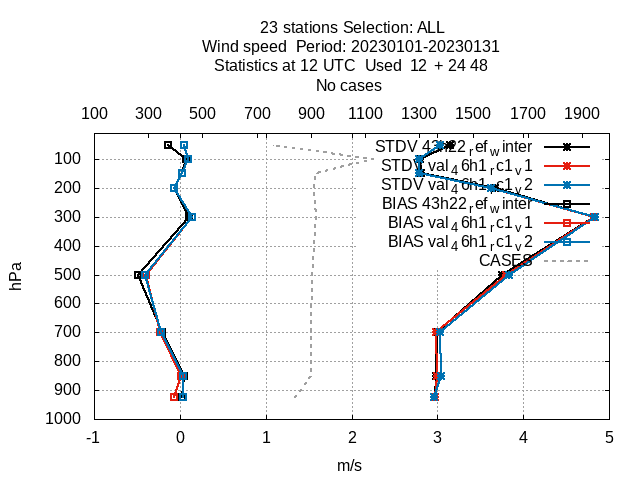 23 stations Selection: ALL
Wind speed  Period: 20230101-20230131
Statistics at 12 UTC  Used  12  + 24 48
No cases
100 300 500 700 900 1100 1300 1500 1700 1900
STDV 43h22_ref_winter
STDV val_46h1_rc1_v1
STDV val_46h1_rc1_v2
BIAS 43h22_ref_winter
BIAS val_46h1_rc1_v1
BIAS val_46h1_rc1_v2
CASES
hPa
100
200
300
400
500
600
700
800
900
1000
-1 0 1 2 3 4 5
m/s